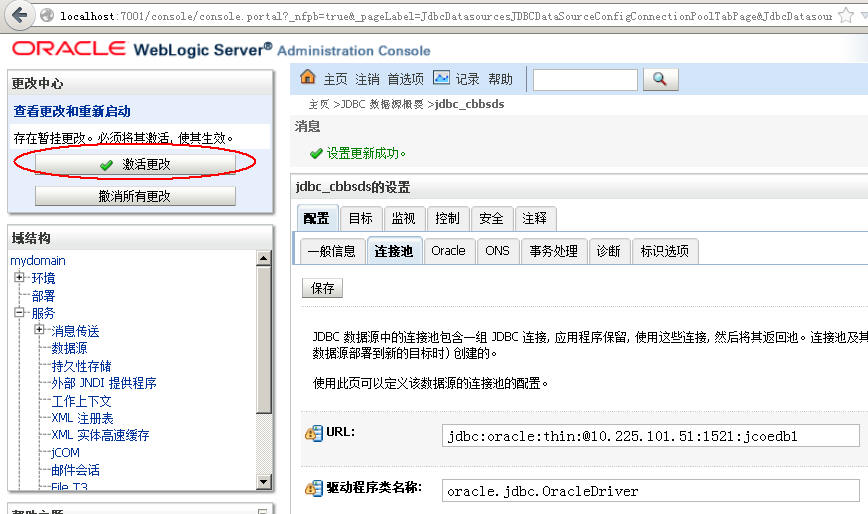 localhost:7001/console/console.portal?_nfpb=true&_pageLabel=JdbcDatasourcesJDBCDataSourceConfigConnectionPoolTabPage&JdbcDatasour
ORACLE WebLogic Server® Administration Console
更改中心
查看更改和重新启动
存在暂挂更改。必须将其激活, 使其生效。
激活更改
撤消所有更改
域结构
mydomain
环境
部署
服务
消息传送
数据源
持久性存储
外部 JNDI 提供程序
工作上下文
XML 注册表
XML 实体高速缓存
jCOM
邮件会话
File T3
主页 注销 首选项 记录 帮助
主页 >JDBC 数据源概要 >jdbc_cbbsds
消息
设置更新成功。
jdbc_cbbsds的设置
配置 目标 监视 控制 安全 注释
一般信息 连接池 Oracle ONS 事务处理 诊断 标识选项
保存
JDBC 数据源中的连接池包含一组 JDBC 连接, 应用程序保留, 使用这些连接, 然后将其返回池。连接池及其
数据源部署到新的目标时) 创建的。
使用此页可以定义该数据源的连接池的配置。
URL: jdbc:oracle:thin:@10.225.101.51:1521:jcoedb1
驱动程序类名称: oracle.jdbc.OracleDriver